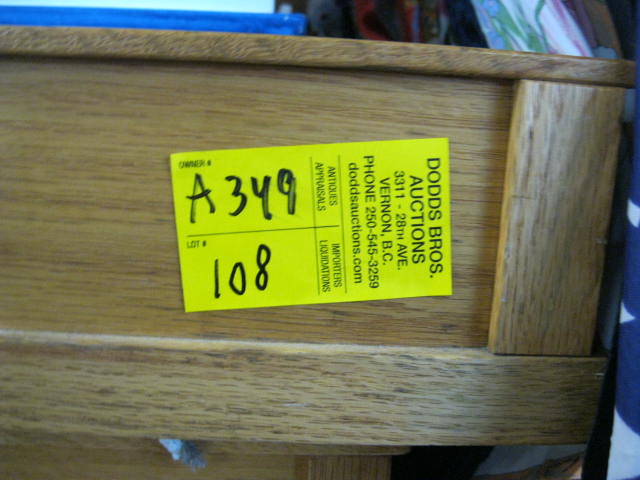 DODDS BROS.
AUCTIONS
3311 - 28TH AVE.
VERNON, B.C.
PHONE 250-545-3259
doddsauctions.com
ANTIQUES
APPRAISALS
IMPORTERS
LIQUIDATIONS
OWNER #
A349
LOT #
108